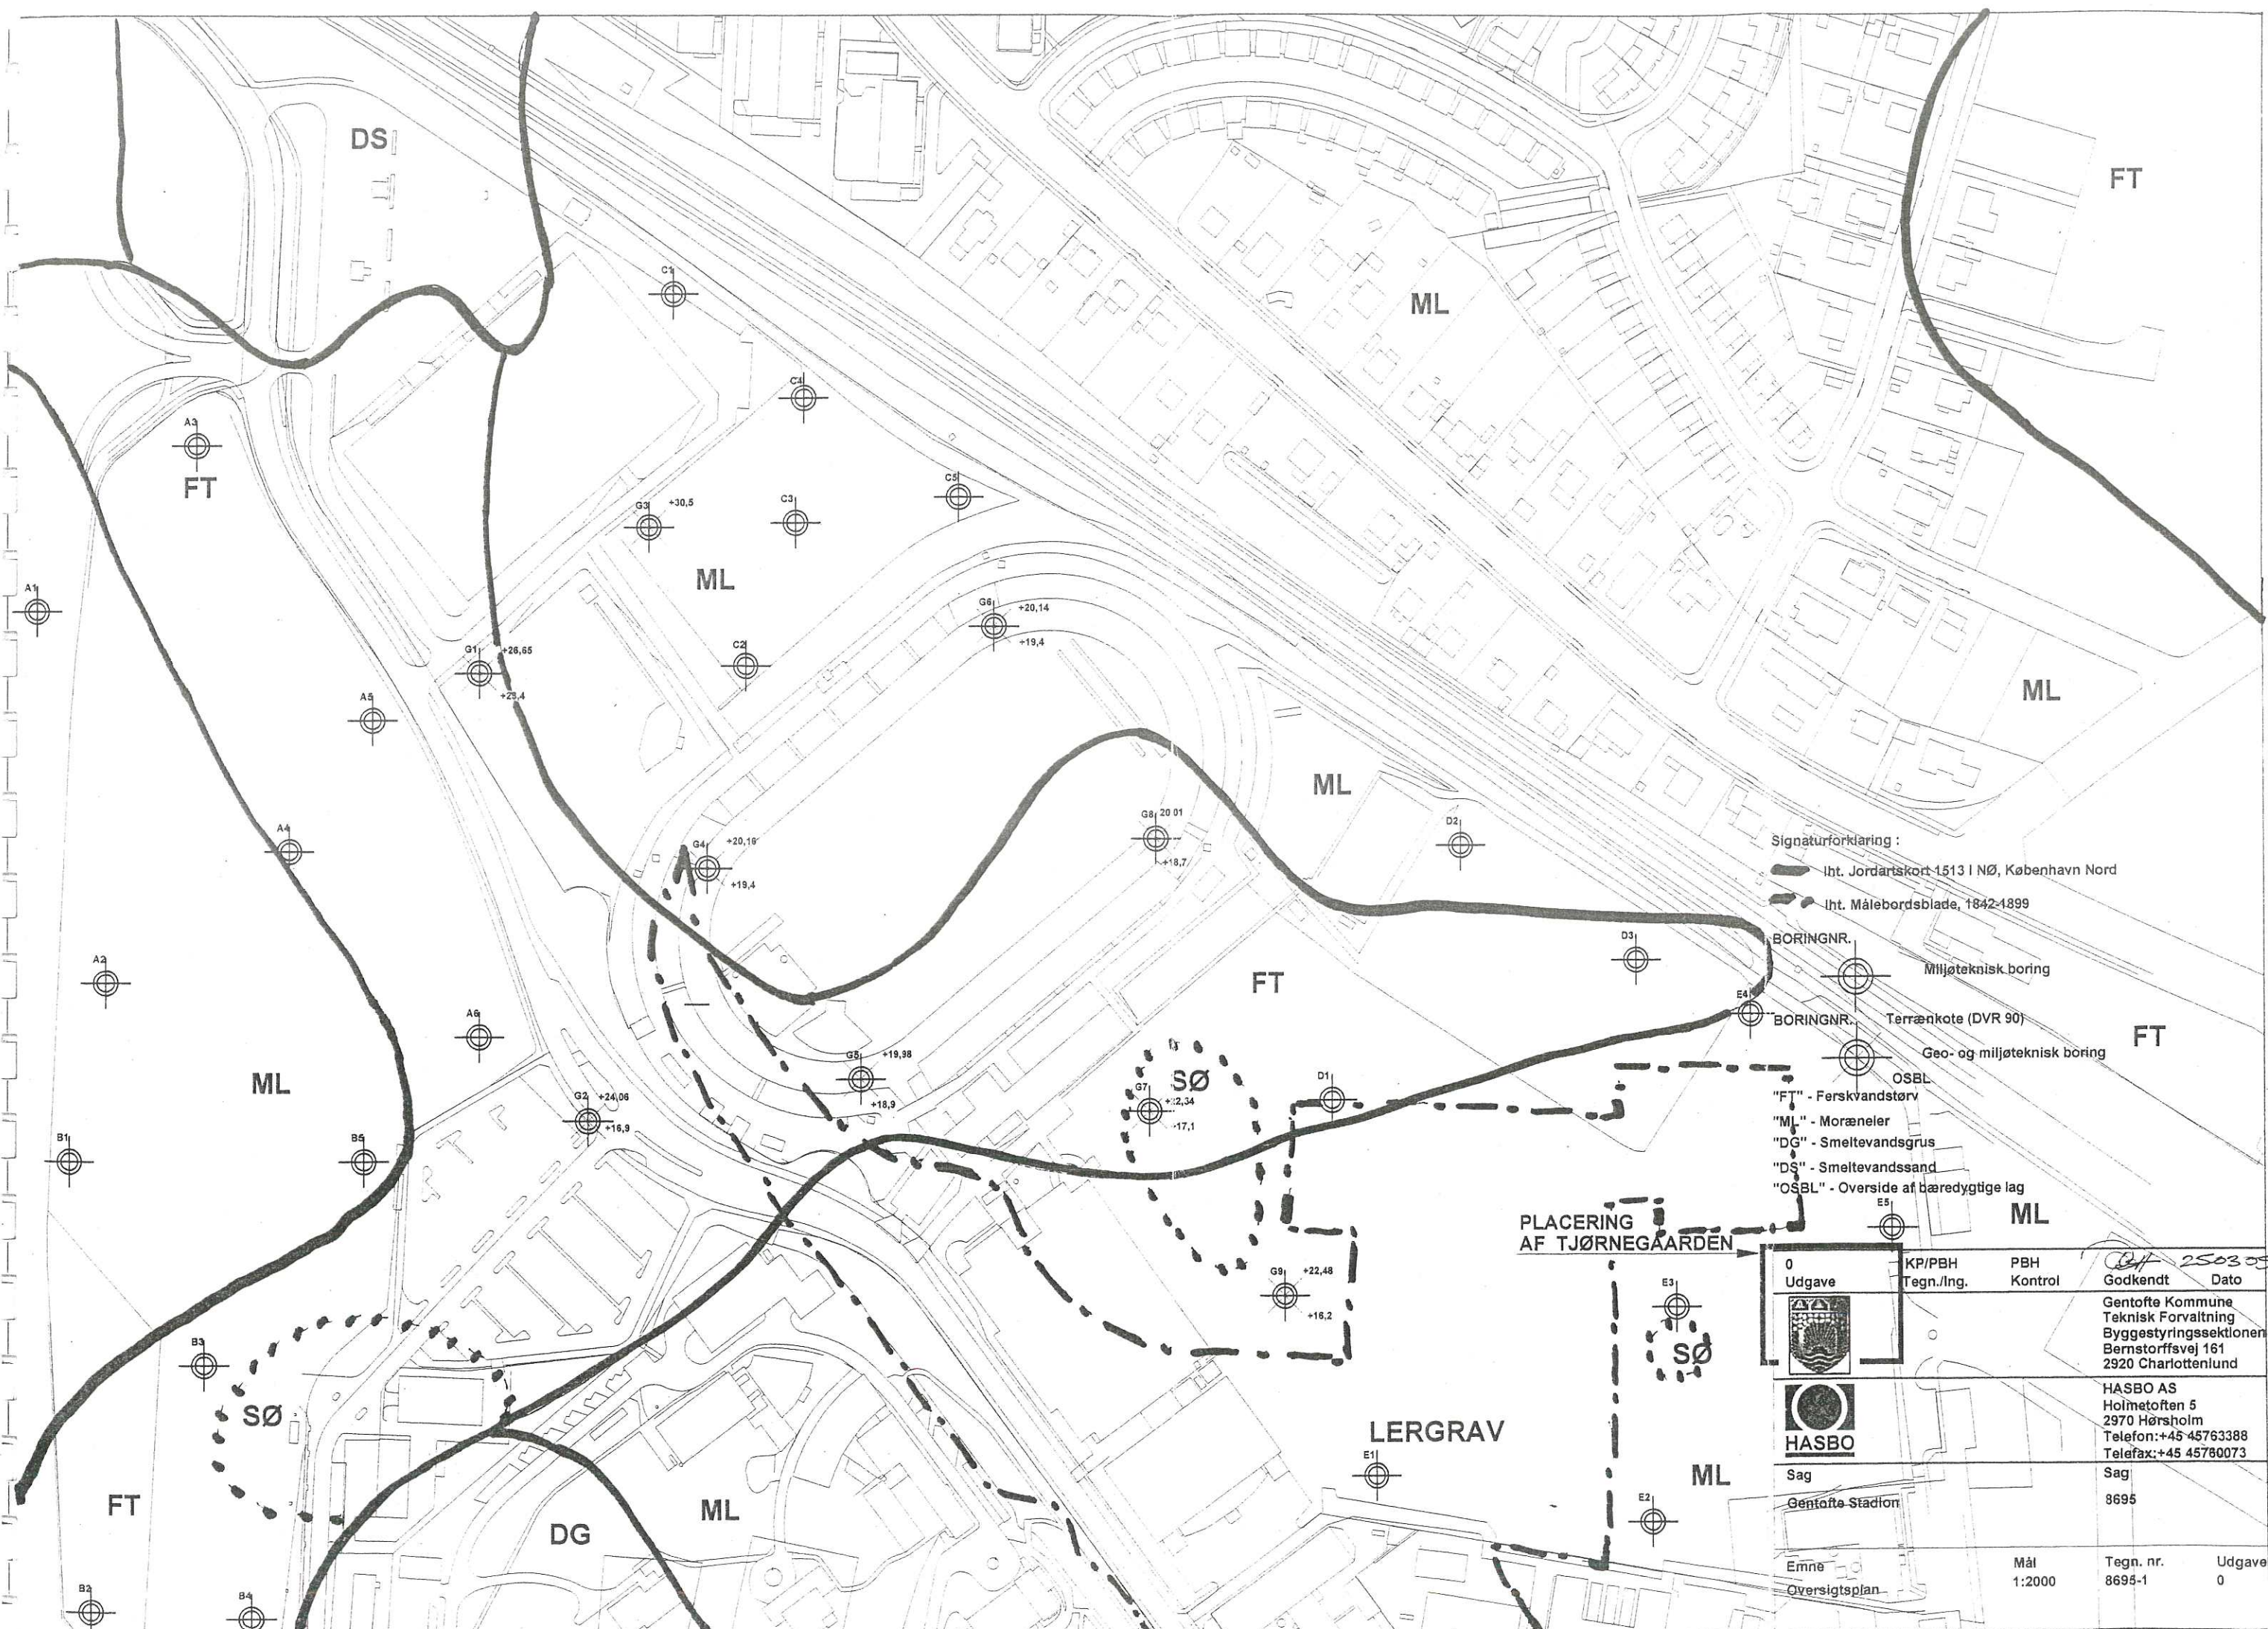 DS
FT
C1
ML
C4
A3
FT
C5
G3 +30,5
C3
ML
A1
G6 +20,14
+19,4
G1 +26,65
C2
ML
A5
ML
G8 20 01
+18,7
D2
A4
G4 +20,16
+19,4
Signaturforklaring :
Iht. Jordartskort 1513 I NØ, København Nord
Iht. Målebordsblade, 1842-1899
BORINGNR.
Miljøteknisk boring
D3
A2
FT
E4
BORINGNR.
Terrænkote (DVR 90)
A6
FT
Geo- og miljøteknisk boring
OSBL
G5 +19,98
+18,9
SØ
D1
ML
G7
G2 +24,06
+16,9
"FT" - Ferskvandstørv
"ML" - Moræneler
"DG" - Smeltevandsgrus
"DS" - Smeltevandssand
"OSBL" - Overside af bæredygtige lag
B1
B5
E5
ML
PLACERING
AF TJØRNEGAARDEN
G9 +22,48
+16,2
E3
SØ
B3
SØ
LERGRAV
E1
ML
E2
FT
DG
ML
B2
B4
0 KP/PBH PBH
Udgave Tegn./Ing. Kontrol Godkendt Dato
Gentofte Kommune
Teknisk Forvaltning
Byggestyringssektionen
Bernstorffsvej 161
2920 Charlottenlund
HASBO
HASBO AS
Holmetoften 5
2970 Hørsholm
Telefon:+45 45763388
Telefax:+45 45760073
Sag Sag
Gentofte Stadion 8695
Emne Mål Tegn. nr. Udgave
Oversigtsplan 1:2000 8695-1 0